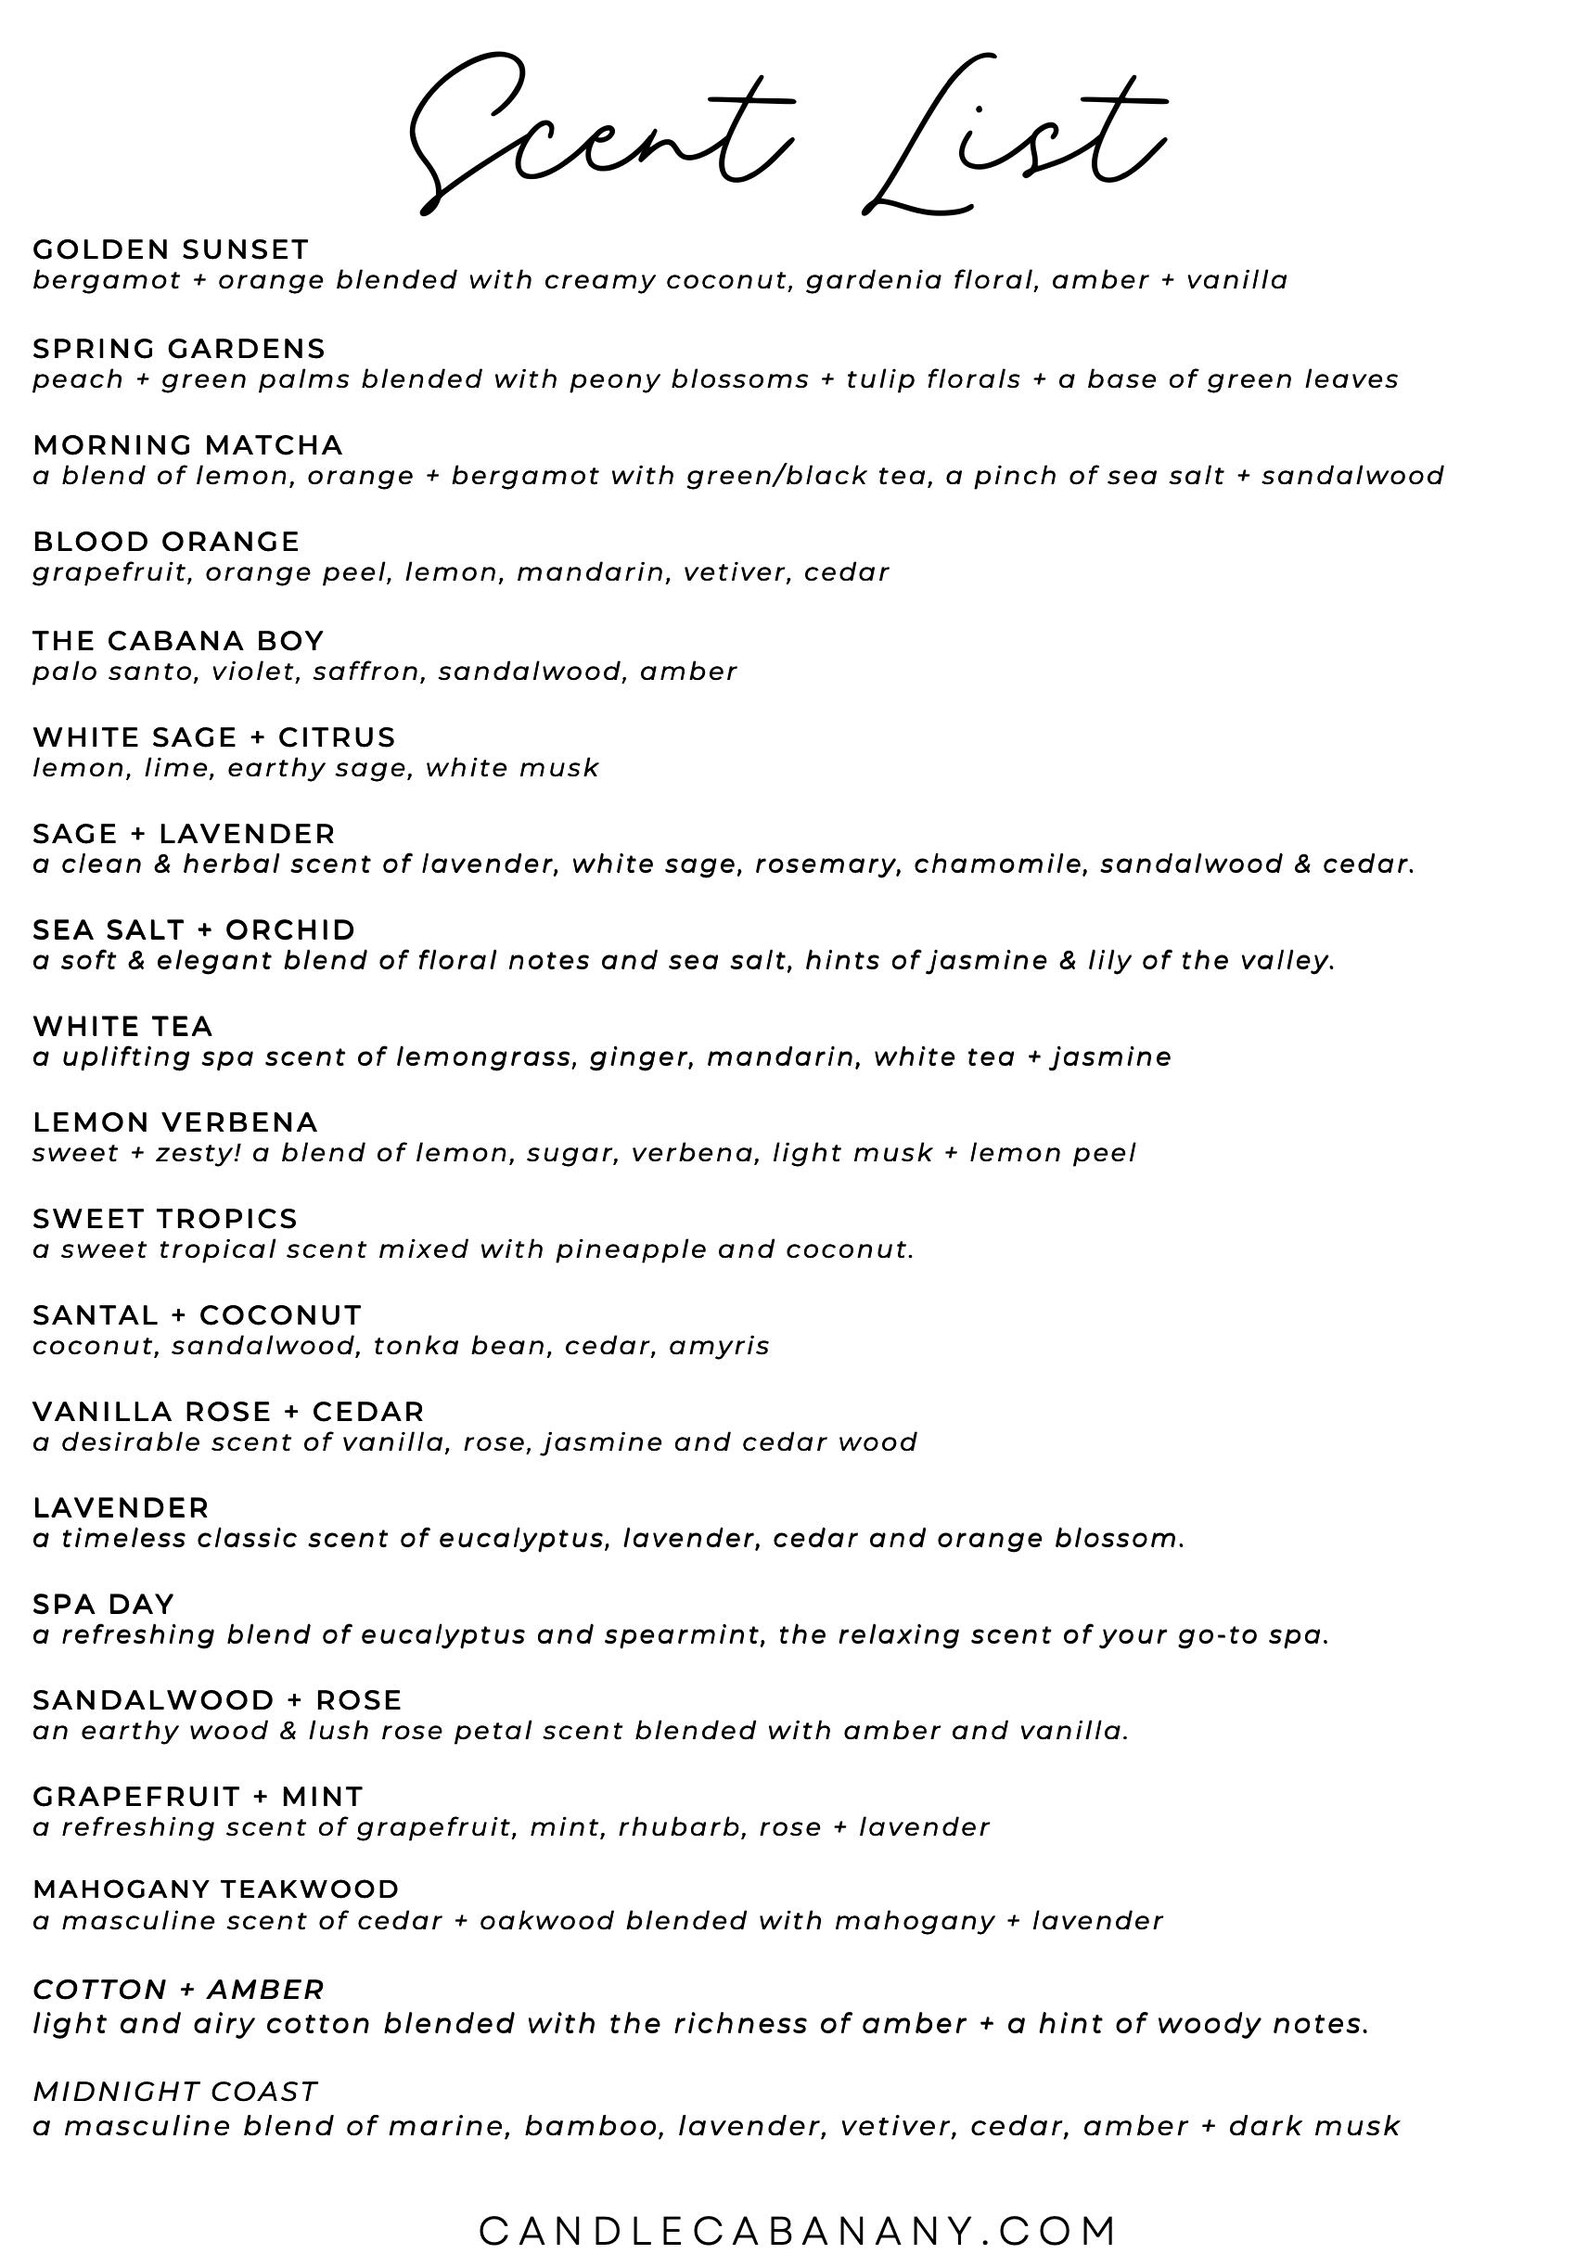 Scent List
GOLDEN SUNSET
bergamot + orange blended with creamy coconut, gardenia floral, amber + vanilla
SPRING GARDENS
peach + green palms blended with peony blossoms + tulip florals + a base of green leaves
MORNING MATCHA
a blend of lemon, orange + bergamot with green/black tea, a pinch of sea salt + sandalwood
BLOOD ORANGE
grapefruit, orange peel, lemon, mandarin, vetiver, cedar
THE CABANA BOY
palo santo, violet, saffron, sandalwood, amber
WHITE SAGE + CITRUS
lemon, lime, earthy sage, white musk
SAGE + LAVENDER
a clean & herbal scent of lavender, white sage, rosemary, chamomile, sandalwood & cedar.
SEA SALT + ORCHID
a soft & elegant blend of floral notes and sea salt, hints of jasmine & lily of the valley.
WHITE TEA
a uplifting spa scent of lemongrass, ginger, mandarin, white tea + jasmine
LEMON VERBENA
sweet + zesty! a blend of lemon, sugar, verbena, light musk + lemon peel
SWEET TROPICS
a sweet tropical scent mixed with pineapple and coconut.
SANTAL + COCONUT
coconut, sandalwood, tonka bean, cedar, amyris
VANILLA ROSE + CEDAR
a desirable scent of vanilla, rose, jasmine and cedar wood
LAVENDER
a timeless classic scent of eucalyptus, lavender, cedar and orange blossom.
SPA DAY
a refreshing blend of eucalyptus and spearmint, the relaxing scent of your go-to spa.
SANDALWOOD + ROSE
an earthy wood & lush rose petal scent blended with amber and vanilla.
GRAPEFRUIT + MINT
a refreshing scent of grapefruit, mint, rhubarb, rose + lavender
MAHOGANY TEAKWOOD
a masculine scent of cedar + oakwood blended with mahogany + lavender
COTTON + AMBER
light and airy cotton blended with the richness of amber + a hint of woody notes.
MIDNIGHT COAST
a masculine blend of marine, bamboo, lavender, vetiver, cedar, amber + dark musk
CANDLECABANANY.COM